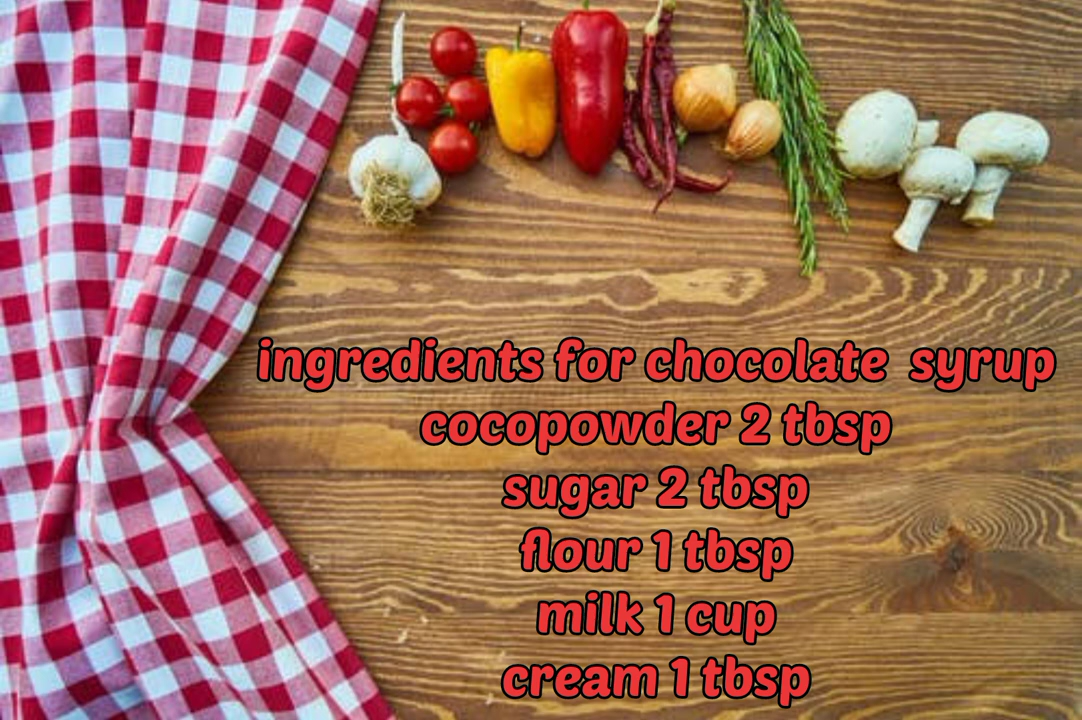 ingredients for chocolate syrup
cocopowder 2 tbsp
sugar 2 tbsp
flour 1 tbsp
milk 1 cup
cream 1 tbsp